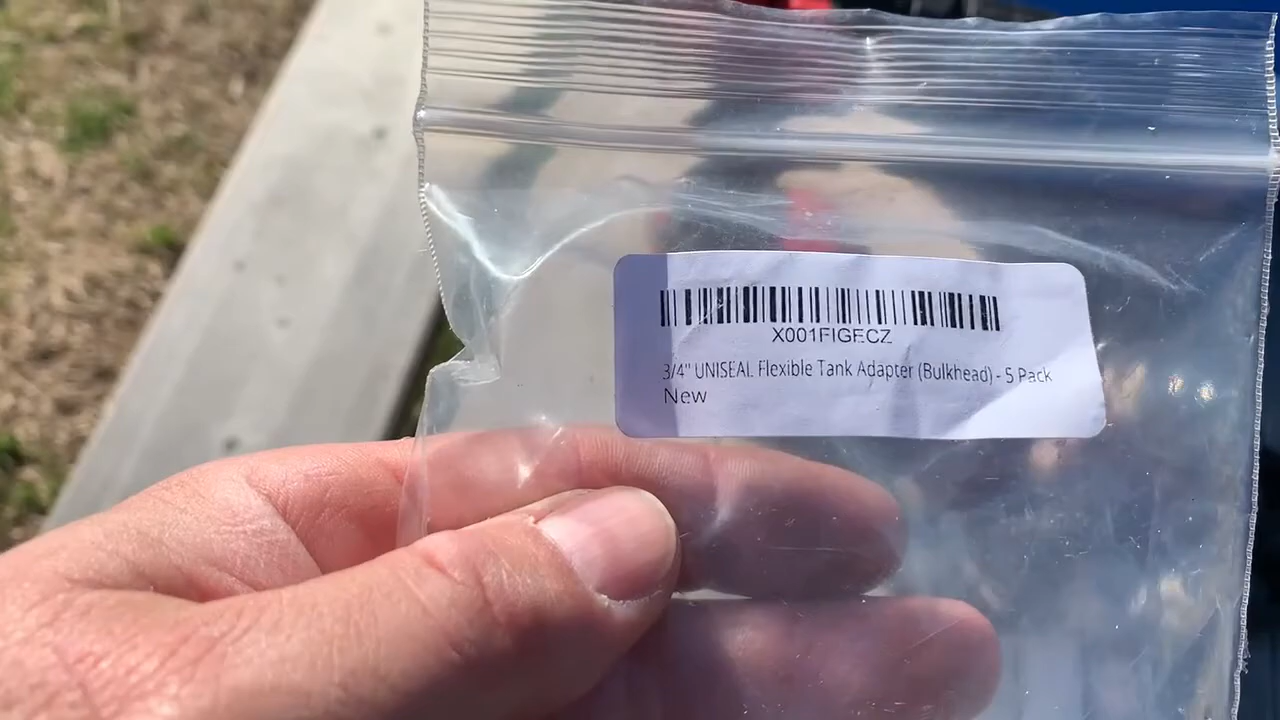 X001FIGECZ
3/4" UNISEAL Flexible Tank Adapter (Bulkhead) - 5 Pack
New